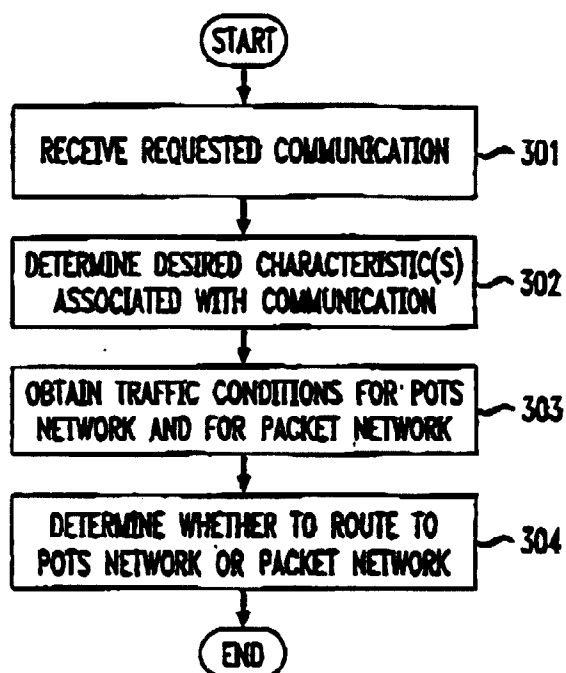 START
RECEIVE REQUESTED COMMUNICATION
301
DETERMINE DESIRED CHARACTERISTIC(S)
ASSOCIATED WITH COMMUNICATION
302
OBTAIN TRAFFIC CONDITIONS FOR POTS
NETWORK AND FOR PACKET NETWORK
303
DETERMINE WHETHER TO ROUTE TO
POTS NETWORK OR PACKET NETWORK
304
END